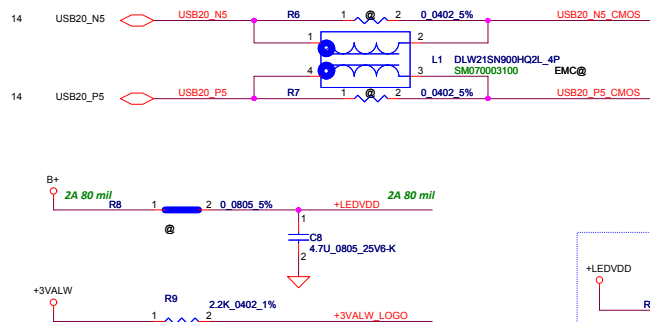 14 USB20_N5 USB20_N5 R6 1 @ 2 0_0402_5% USB20_N5_CMOS
1 2
L1 DLW21SN900HQ2L_4P
4 3 SM070003100 EMC@
14 USB20_P5 USB20_P5 R7 1 @ 2 0_0402_5% USB20_P5_CMOS
B+
2A 80 mil 2A 80 mil
R8 1 2 0_0805_5% +LEDVDD
@
1
C8
4.7U_0805_25V6-K
2
+LEDVDD
R
+3VALW
R9 2.2K_0402_1%
1 2 +3VALW_LOGO